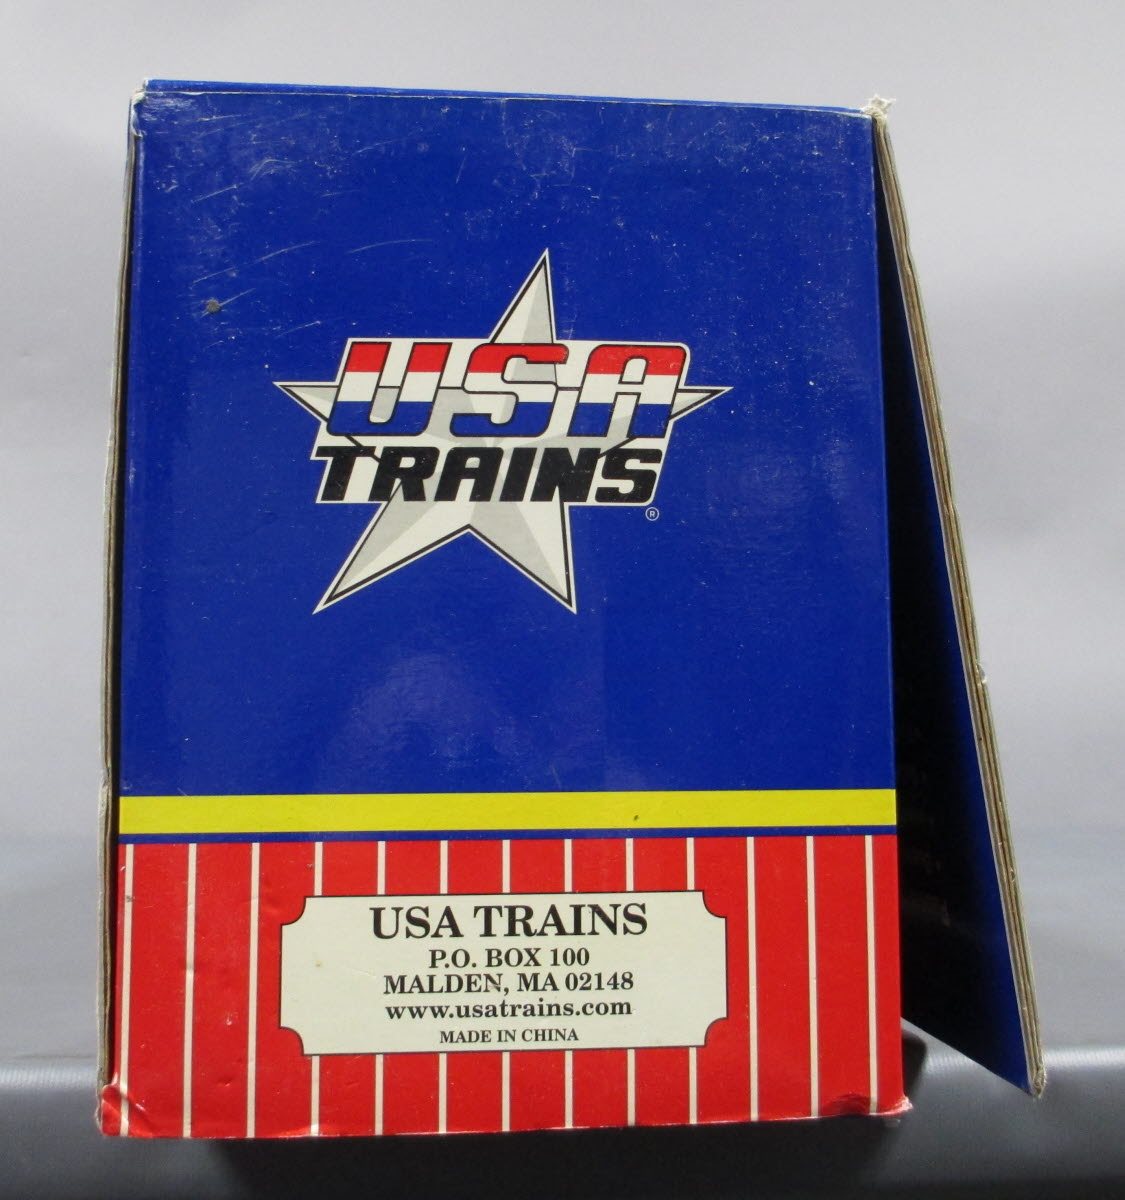 USA
TRAINS
®
USA TRAINS
P.O. BOX 100
MALDEN, MA 02148
www.usatrains.com
MADE IN CHINA